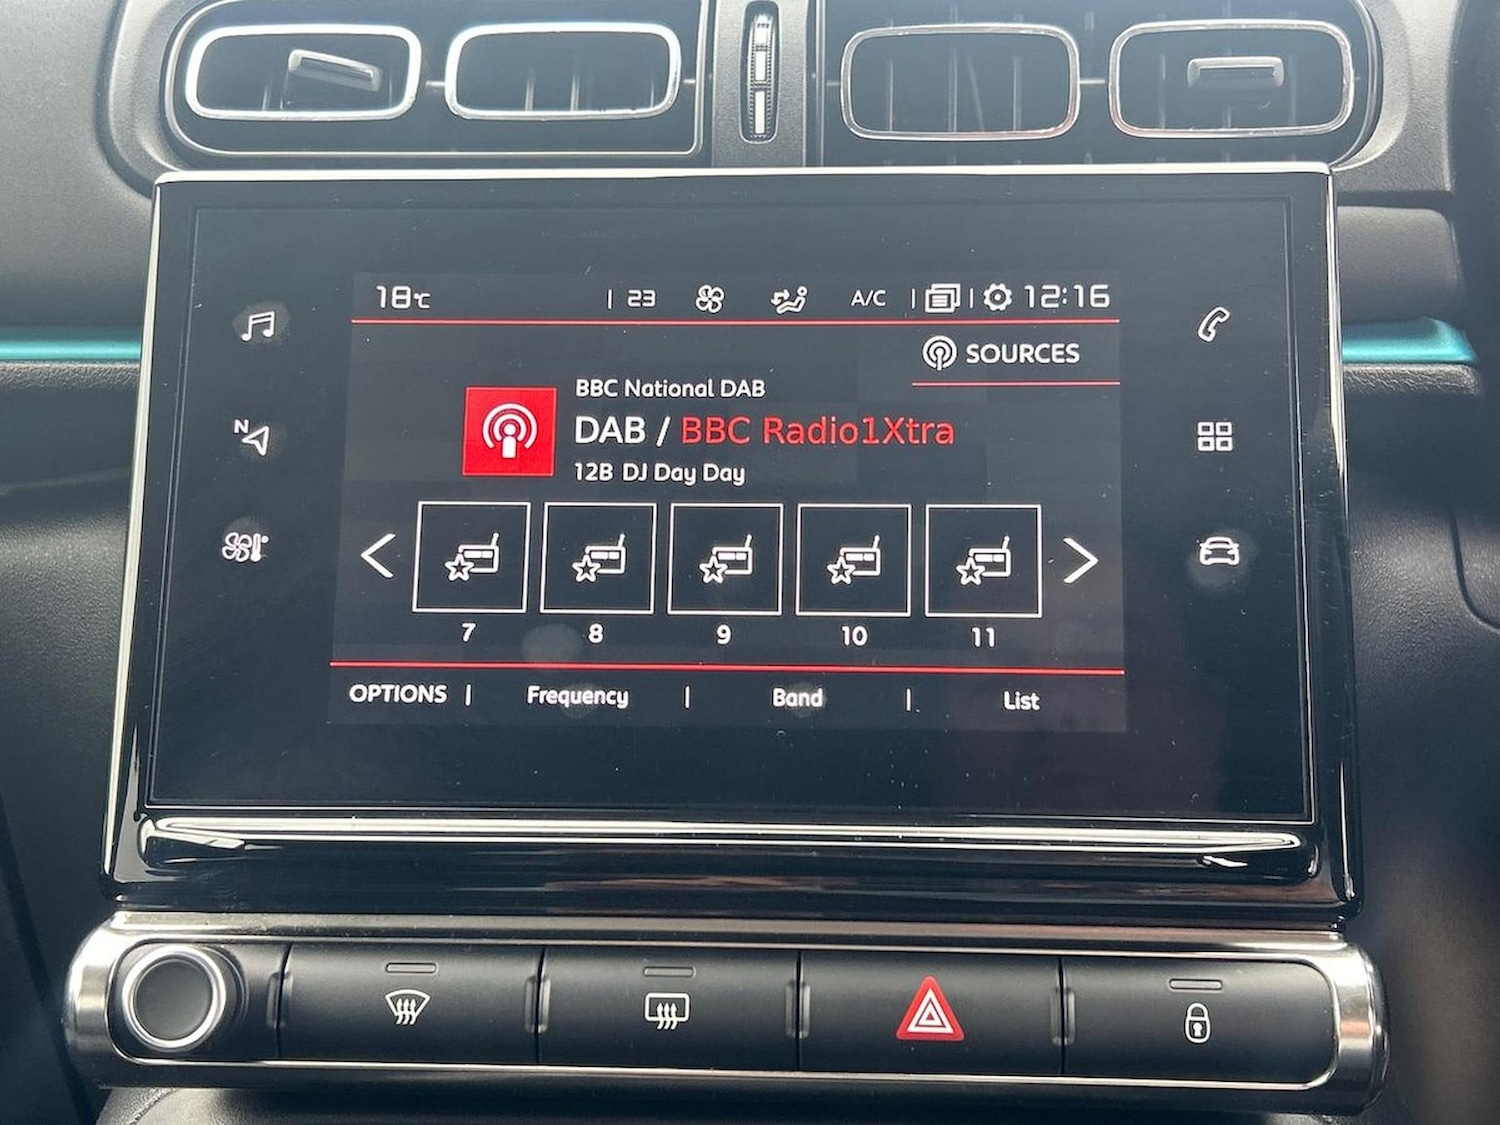 18°C | 23 A/C | | 12:16
SOURCES
BBC National DAB
DAB / BBC Radio1Xtra
12B DJ Day Day
N
7 8 9 10 11
OPTIONS | Frequency | Band | List